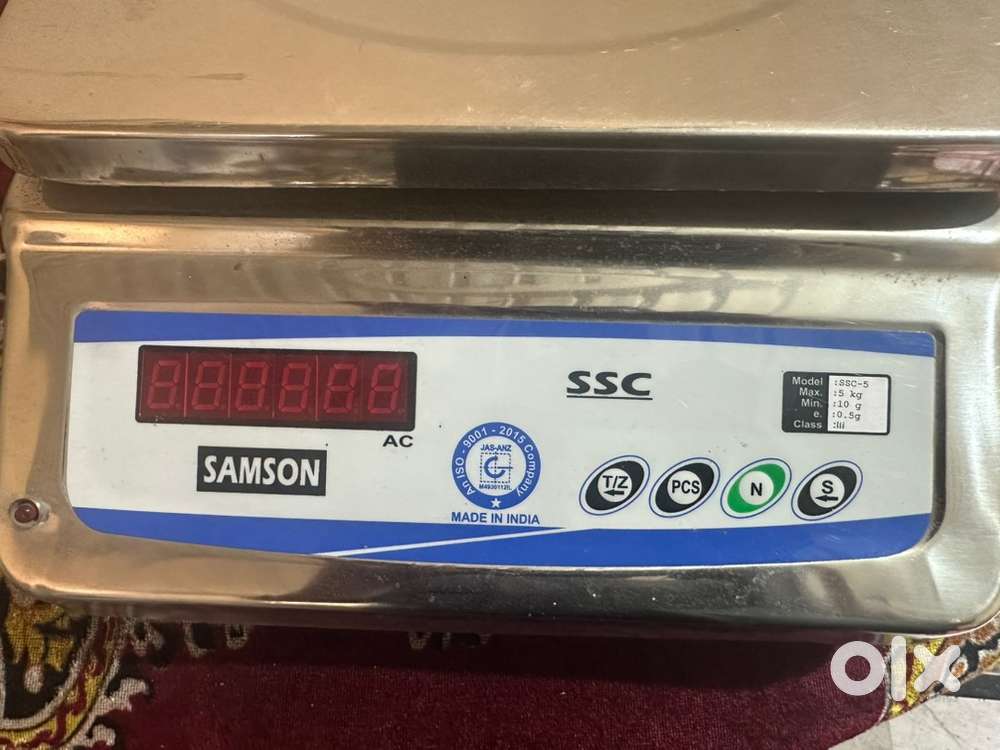 SSC
Model :SSC-5
Max. :5 kg
Min. :10 g
e. :0.5g
Class :iii
AC
SAMSON
An ISO - 9001 - 2015 Company
JAS-ANZ
MADE IN INDIA
T/Z
PCS
N
S
olx